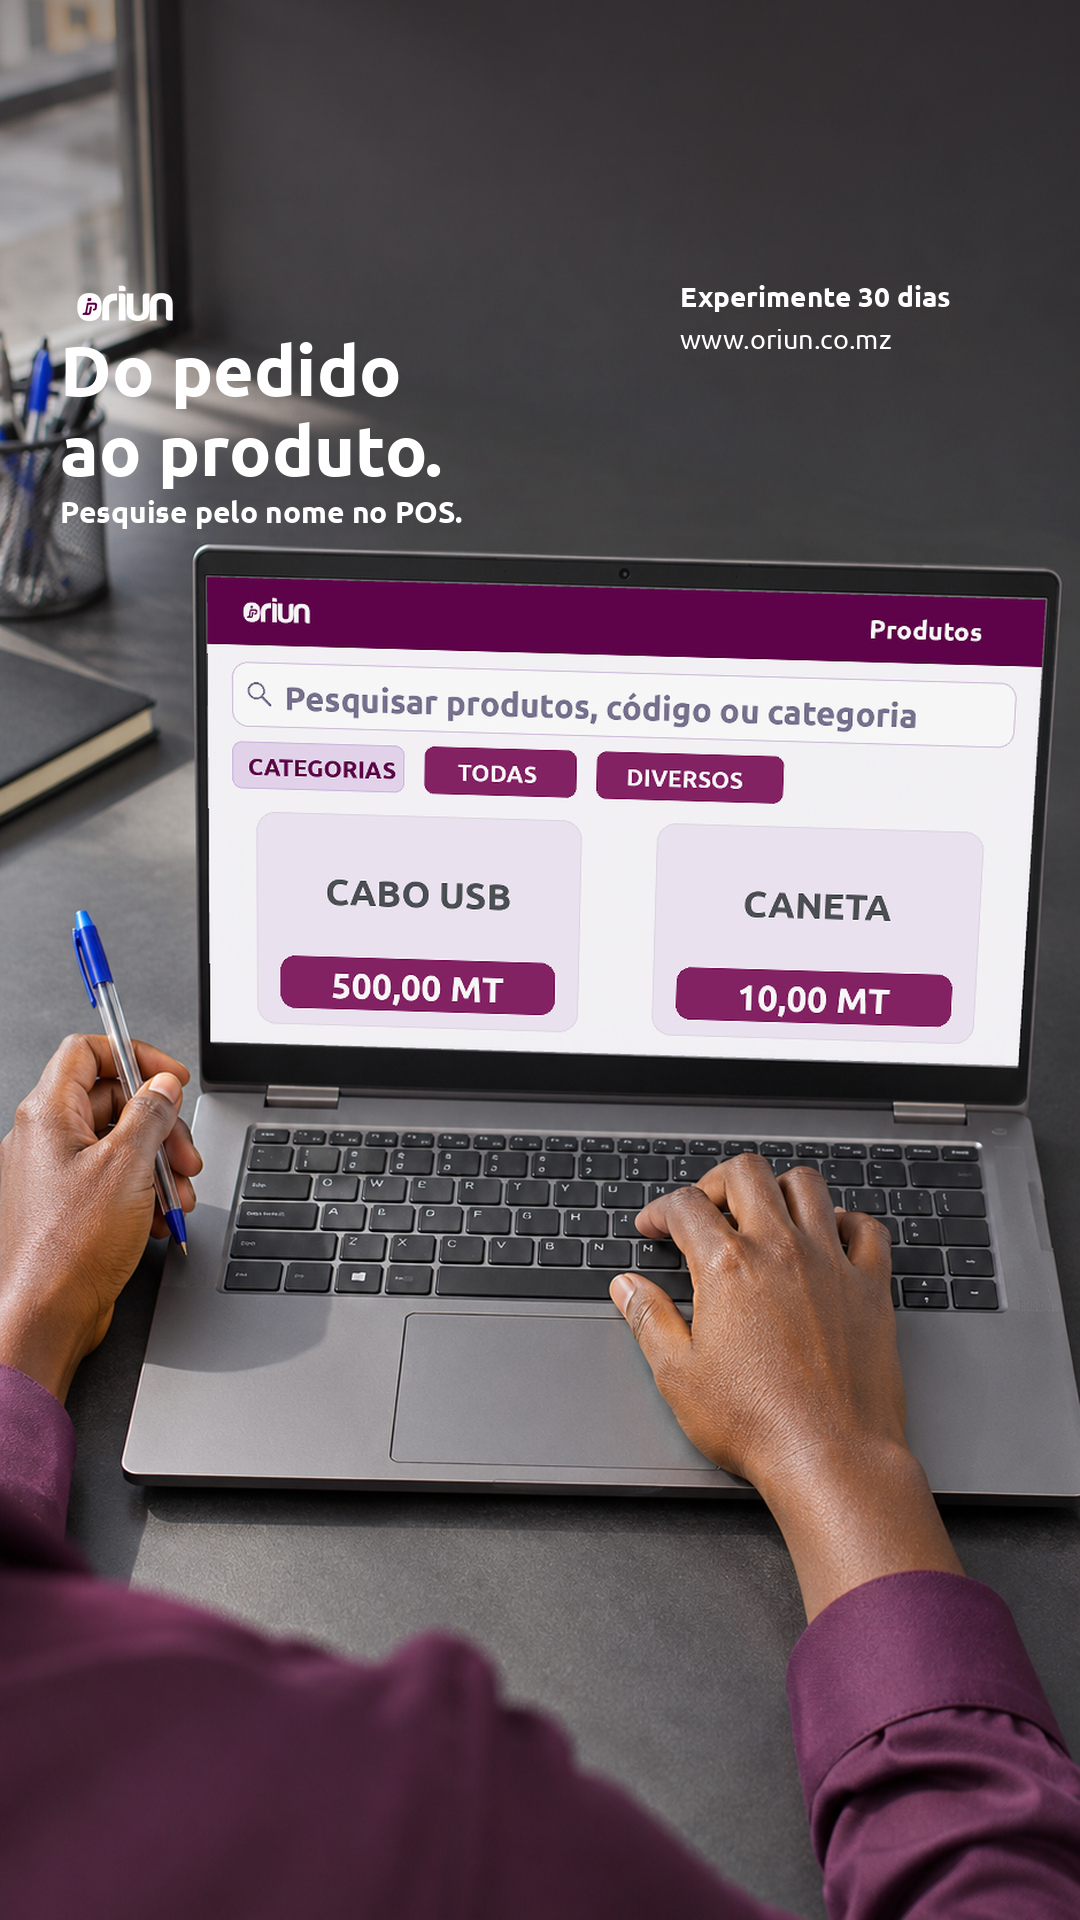 oriun
Experimente 30 dias
www.oriun.co.mz
Do pedido
ao produto.
Pesquise pelo nome no POS.
oriun
Produtos
Pesquisar produtos, código ou categoria
CATEGORIAS
TODAS
DIVERSOS
CABO USB
CANETA
500,00 MT
10,00 MT